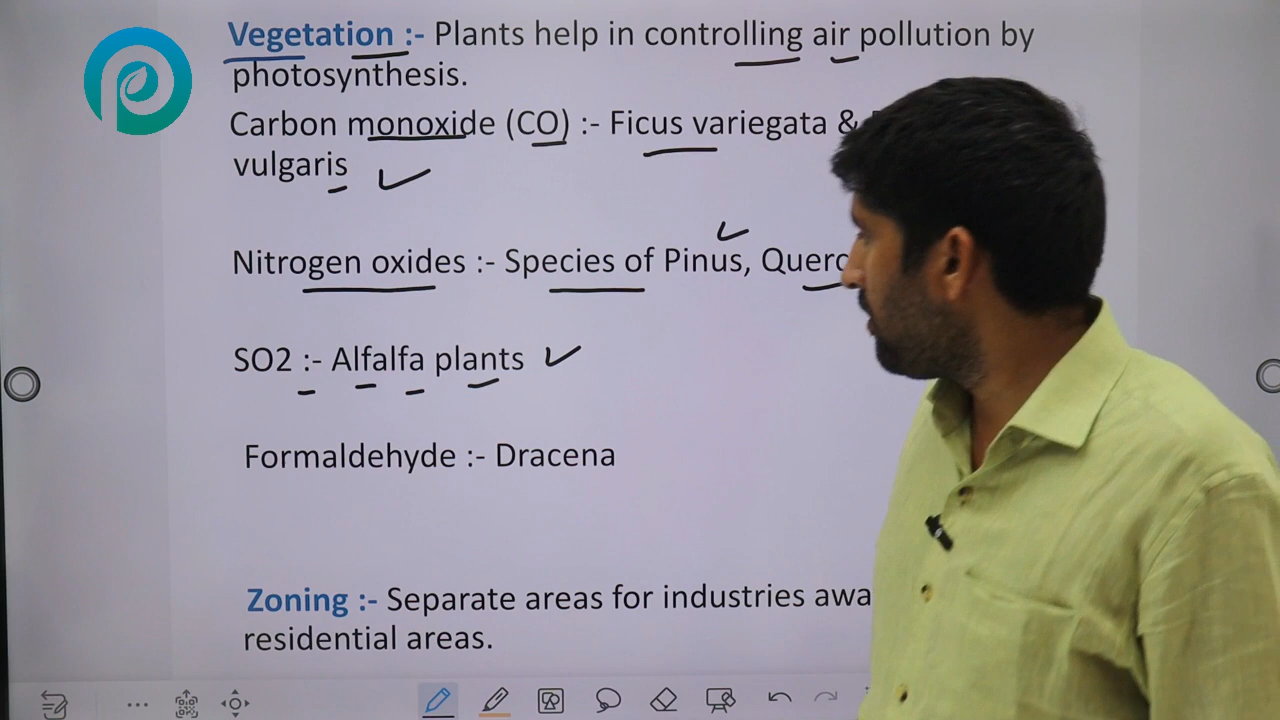 Vegetation :- Plants help in controlling air pollution by
photosynthesis.
Carbon monoxide (CO) :- Ficus variegata &
vulgaris
Nitrogen oxides :- Species of Pinus,
SO2 :- Alfalfa plants
Formaldehyde :- Dracena
Zoning :- Separate areas for industries
residential areas.